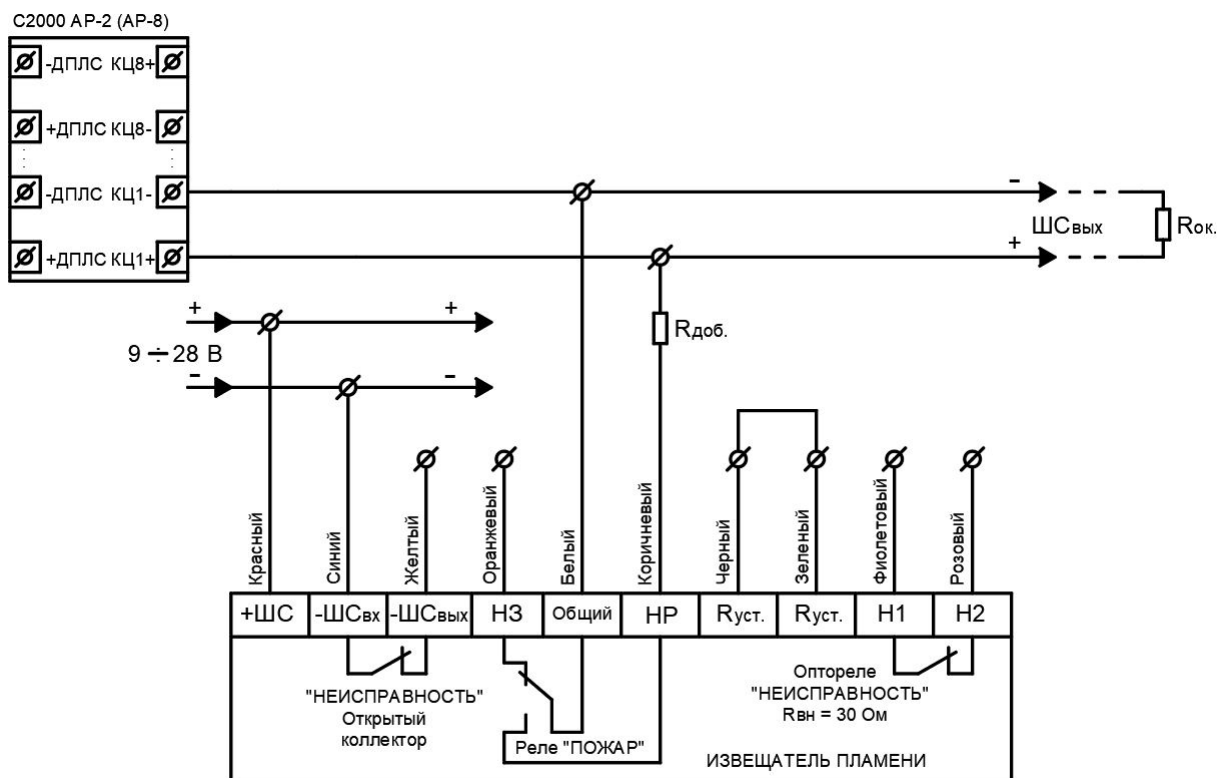 С2000 АР-2 (АР-8)
-ДПЛС КЦ8+
+ДПЛС КЦ8-
-ДПЛС КЦ1-
+ДПЛС КЦ1+
-
ШСвых
+
Rок.
+ +
9 ÷ 28 В
- -
Rдоб.
Красный
Синий
Желтый
Оранжевый
Белый
Коричневый
Черный
Зеленый
Фиолетовый
Розовый
+ШС -ШСвх -ШСвых НЗ Общий НР Rуст. Rуст. Н1 Н2
"НЕИСПРАВНОСТЬ"
Открытый
коллектор
Реле "ПОЖАР"
Оптореле
"НЕИСПРАВНОСТЬ"
Rвн = 30 Ом
ИЗВЕЩАТЕЛЬ ПЛАМЕНИ